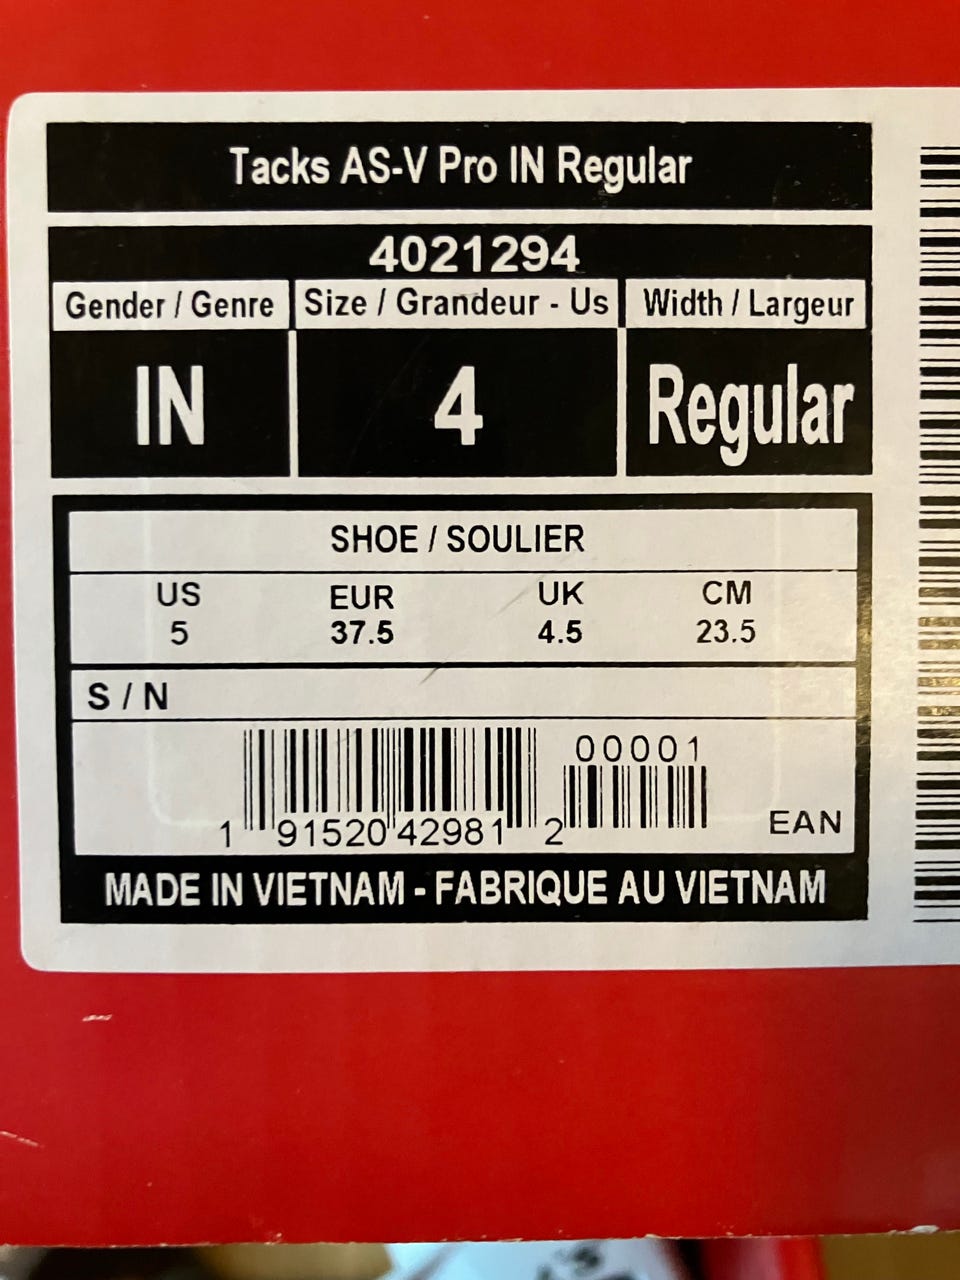 Tacks AS-V Pro IN Regular
4021294
Gender / Genre Size / Grandeur - Us Width / Largeur
IN 4 Regular
SHOE / SOULIER
US EUR UK CM
5 37.5 4.5 23.5
S / N
00001
1 91520 42981 2 EAN
MADE IN VIETNAM - FABRIQUE AU VIETNAM